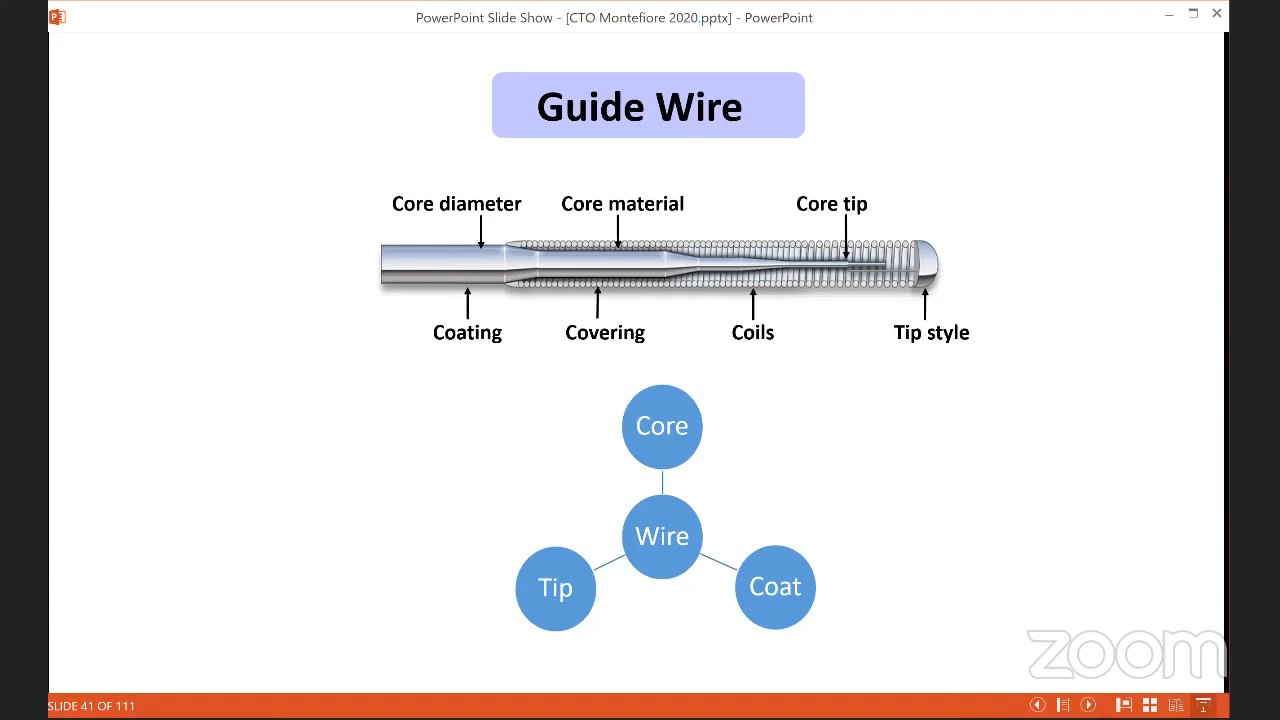 PowerPoint Slide Show - [CTO Montefiore 2020.pptx] - PowerPoint
Guide Wire
Core diameter Core material Core tip
Coating Covering Coils Tip style
Core
Wire
Tip Coat
zoom
SLIDE 41 OF 111